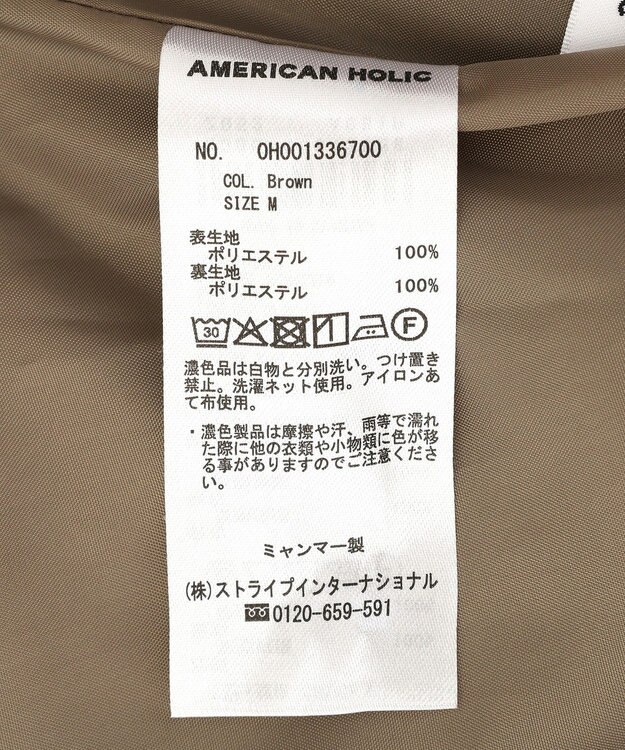 AMERICAN HOLIC
NO. OH001336700
COL. Brown
SIZE M
表生地
ポリエステル 100%
裏生地
ポリエステル 100%
30 F
濃色品は白物と分別洗い。つけ置き
禁止。洗濯ネット使用。アイロンあ
て布使用。
・濃色製品は摩擦や汗、雨等で濡れ
た際に他の衣類や小物類に色が移
る事がありますのでご注意くださ
い。
ミャンマー製
(株)ストライプインターナショナル
0120-659-591